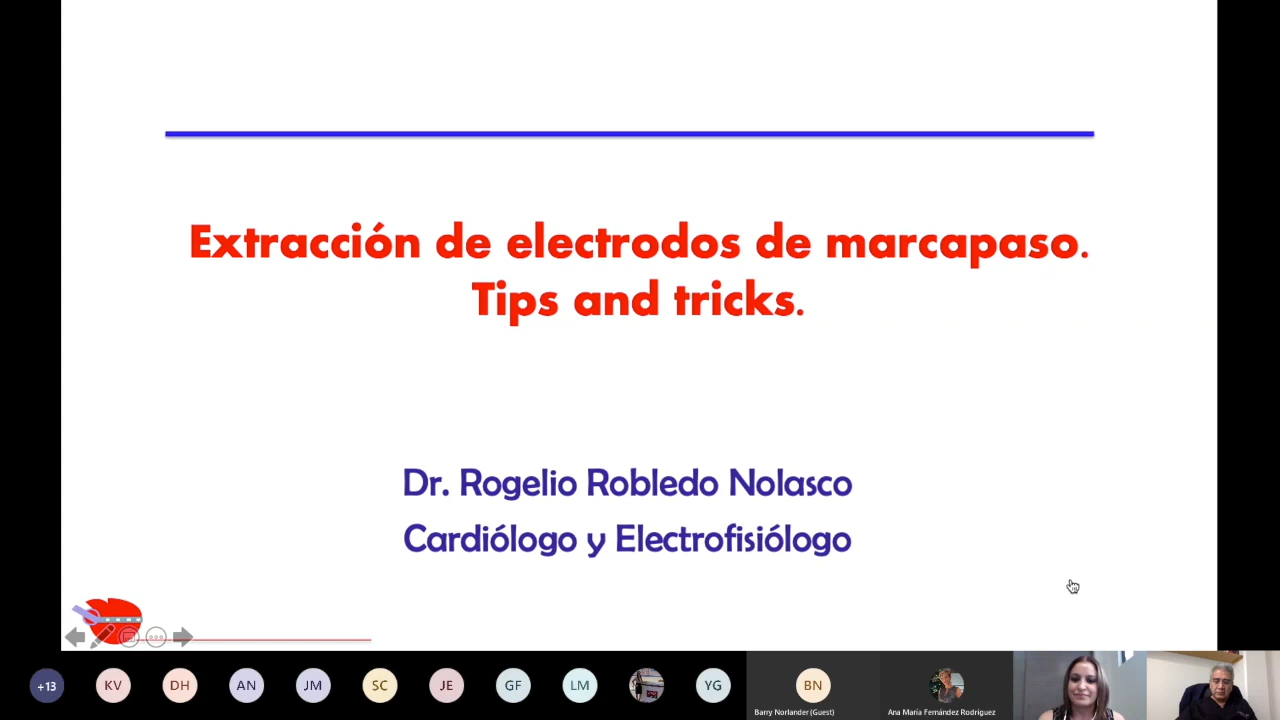 Extracción de electrodos de marcapaso.
Tips and tricks.
Dr. Rogelio Robledo Nolasco
Cardiólogo y Electrofisiólogo
+13
KV
DH
AN
JM
SC
JE
GF
LM
YG
BN
Barry Norlander (Guest)
Ana María Fernández Rodríguez